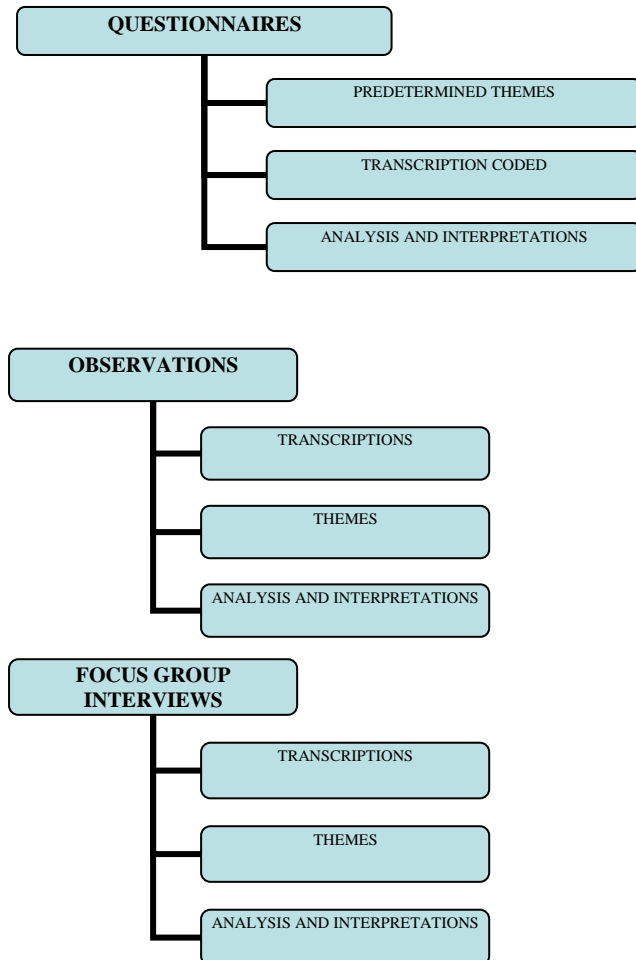 QUESTIONNAIRES
PREDETERMINED THEMES
TRANSCRIPTION CODED
ANALYSIS AND INTERPRETATIONS
OBSERVATIONS
TRANSCRIPTIONS
THEMES
ANALYSIS AND INTERPRETATIONS
FOCUS GROUP
INTERVIEWS
TRANSCRIPTIONS
THEMES
ANALYSIS AND INTERPRETATIONS